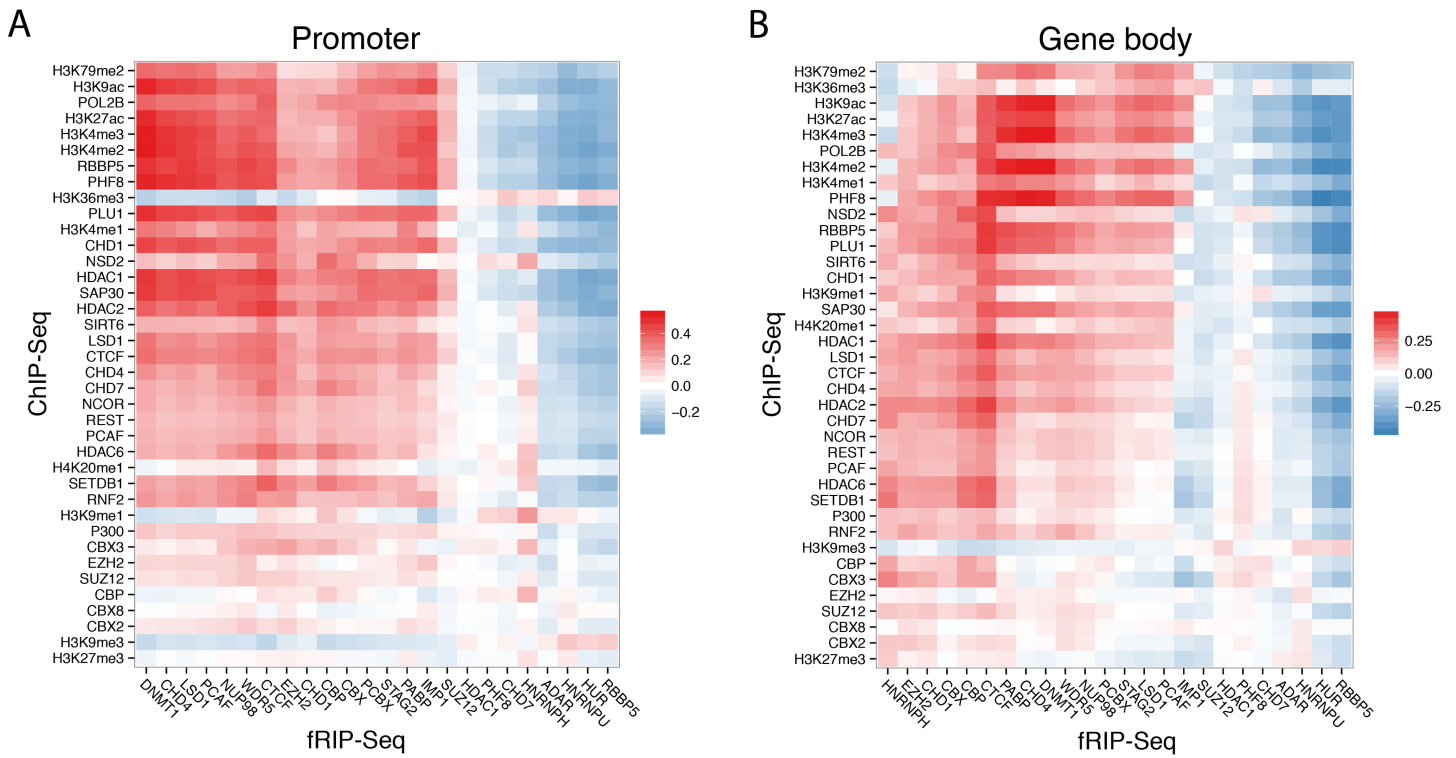 A
Promoter
ChIP-Seq
H3K79me2
H3K9ac
POL2B
H3K27ac
H3K4me3
H3K4me2
RBBP5
PHF8
H3K36me3
PLU1
H3K4me1
CHD1
NSD2
HDAC1
SAP30
HDAC2
SIRT6
LSD1
CTCF
CHD4
CHD7
NCOR
REST
PCAF
HDAC6
H4K20me1
SETDB1
RNF2
H3K9me1
P300
CBX3
EZH2
SUZ12
CBP
CBX8
CBX2
H3K9me3
H3K27me3
DNMT1
CHD4
LSD1
PCAF
NUP98
WDR5
CTCF
EZH2
CHD1
CBP
CBX
PCBX
STAG2
PABP
IMP1
SUZ12
HDAC1
PHF8
CHD7
HNRNPH
ADAR
HNRNPU
HUR
RBBP5
fRIP-Seq
0.4
0.2
0.0
−0.2
B
Gene body
ChIP-Seq
H3K79me2
H3K36me3
H3K9ac
H3K27ac
H3K4me3
POL2B
H3K4me2
H3K4me1
PHF8
NSD2
RBBP5
PLU1
SIRT6
CHD1
H3K9me1
SAP30
H4K20me1
HDAC1
LSD1
CTCF
CHD4
HDAC2
CHD7
NCOR
REST
PCAF
HDAC6
SETDB1
P300
RNF2
H3K9me3
CBP
CBX3
EZH2
SUZ12
CBX8
CBX2
H3K27me3
HNRNPH
EZH2
CHD1
CBX
CBP
CTCF
PABP
CHD4
DNMT1
WDR5
NUP98
PCBX
STAG2
LSD1
PCAF
IMP1
SUZ12
HDAC1
PHF8
CHD7
ADAR
HNRNPU
HUR
RBBP5
fRIP-Seq
0.25
0.00
−0.25